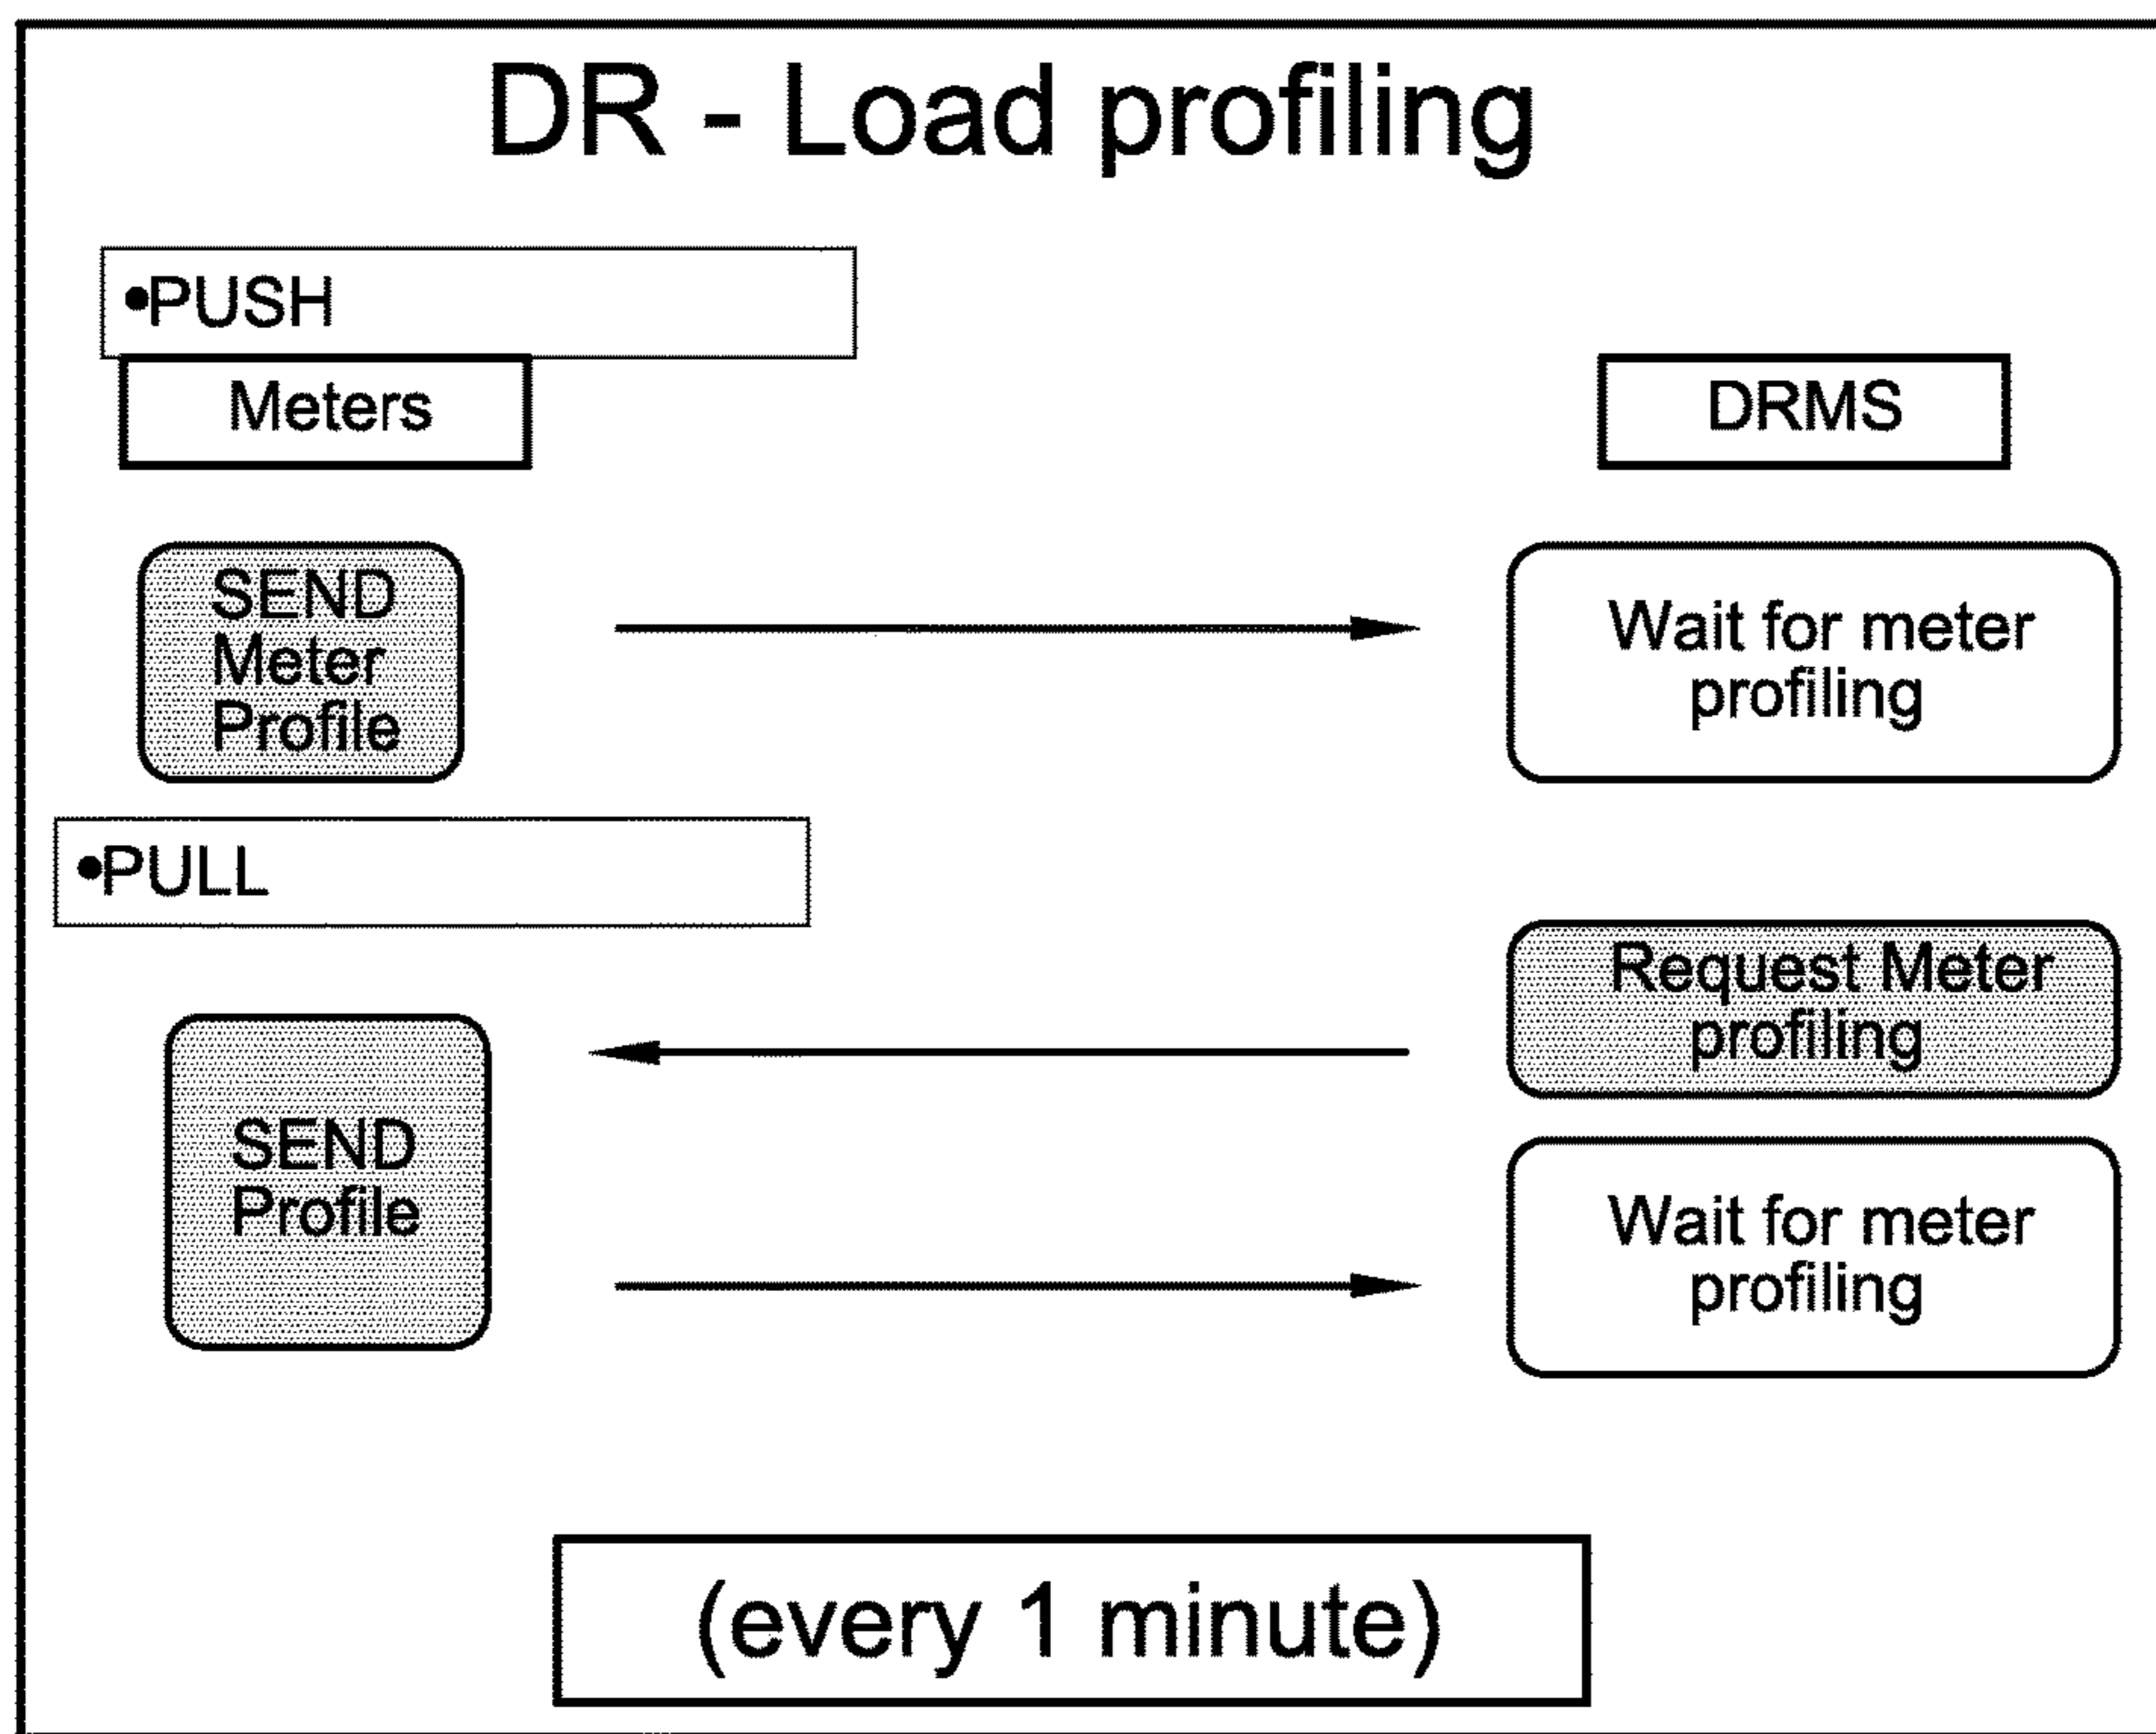 DR - Load profiling
•PUSH
Meters
DRMS
SEND
Meter
Profile
Wait for meter
profiling
•PULL
Request Meter
profiling
SEND
Profile
Wait for meter
profiling
(every 1 minute)